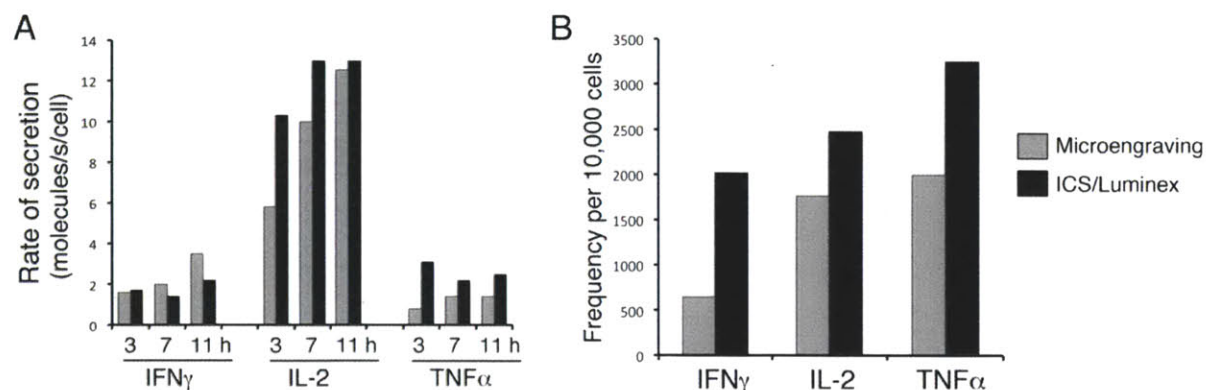 A
Rate of secretion
(molecules/s/cell)
14
12
10
8
6
4
2
0
3 7 11 h 3 7 11 h 3 7 11 h
IFNγ IL-2 TNFα
B
Frequency per 10,000 cells
3500
3000
2500
2000
1500
1000
500
0
IFNγ IL-2 TNFα
Microengraving
ICS/Luminex